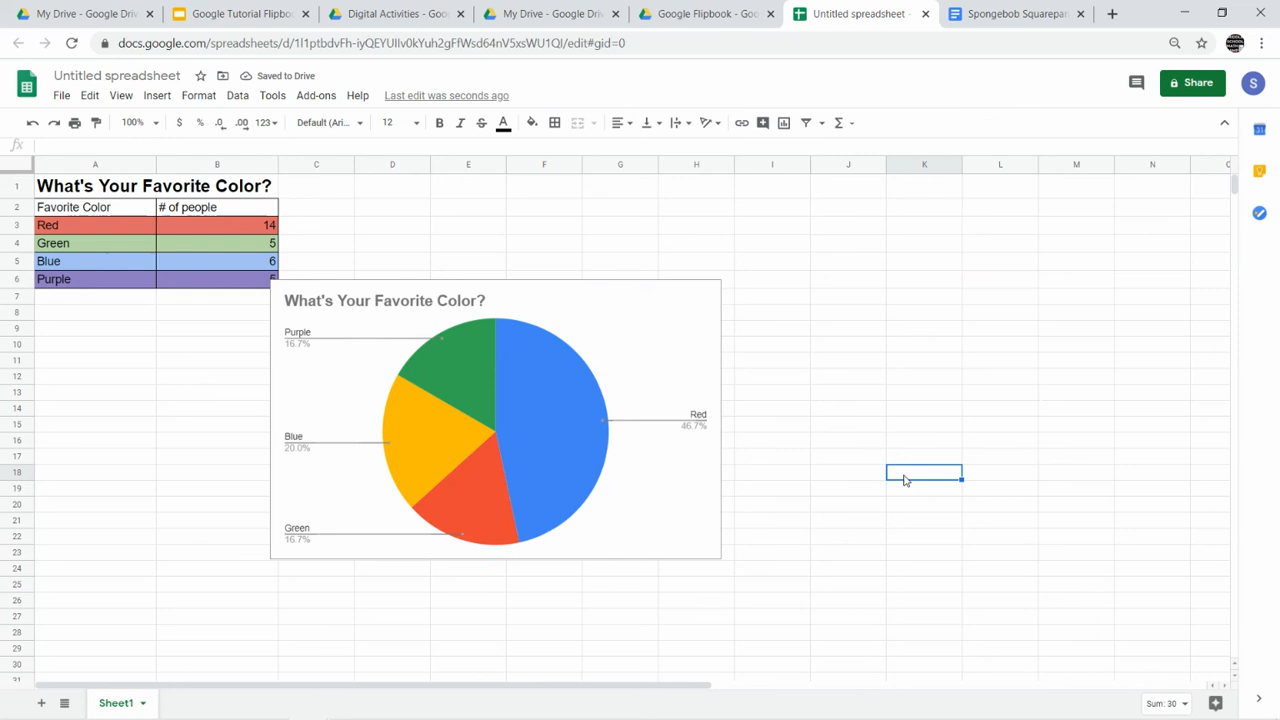 My Drive - Google Drive
Google Tutorial Flipboo
Digital Activities - Goo
My Drive - Google Drive
Google Flipbook - Goo
Untitled spreadsheet -
Spongebob Squarepan
docs.google.com/spreadsheets/d/1I1ptbdvFh-iyQEYUIIv0kYuh2gFfWsd64nV5xsWU1QI/edit#gid=0
Untitled spreadsheet
Saved to Drive
File Edit View Insert Format Data Tools Add-ons Help Last edit was seconds ago
Share
S
100% $ % .0 .00 123 Default (Ari... 12 B I S A Σ
fx
A B C D E F G H I J K L M N
1 What's Your Favorite Color?
2 Favorite Color # of people
3 Red 14
4 Green 5
5 Blue 6
6 Purple 5
7
8
9
10
11
12
13
14
15
16
17
18
19
20
21
22
23
24
25
26
27
28
29
30
31
What's Your Favorite Color?
Purple
16.7%
Red
46.7%
Blue
20.0%
Green
16.7%
Sheet1
Sum: 30